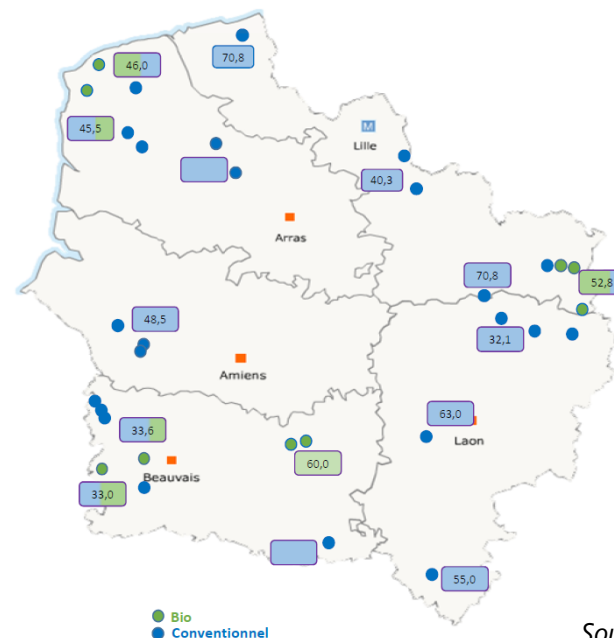 70,8
46,0
M
Lille
45,5
40,3
Arras
52,8
70,8
48,5
32,1
Amiens
63,0
33,6
Laon
60,0
Beauvais
33,0
55,0
Bio
Conventionnel
Sou